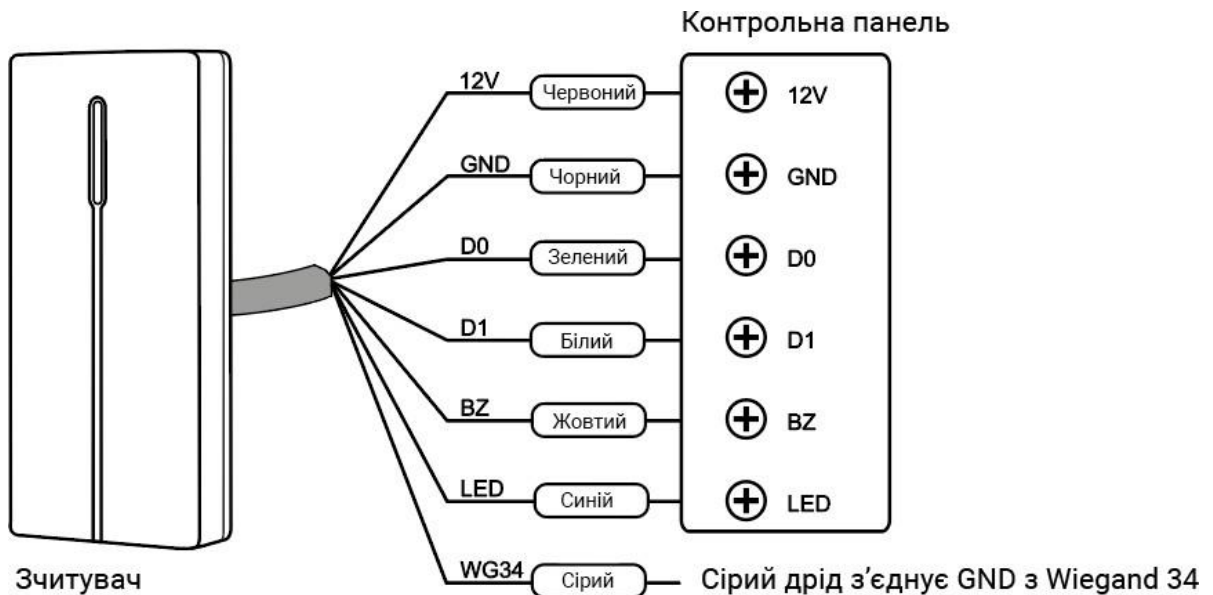 Контрольна панель
12V Червоний 12V
GND Чорний GND
D0 Зелений D0
D1 Білий D1
BZ Жовтий BZ
LED Синій LED
WG34 Сірий Сірий дрід з’єднує GND з Wiegand 34
Зчитувач